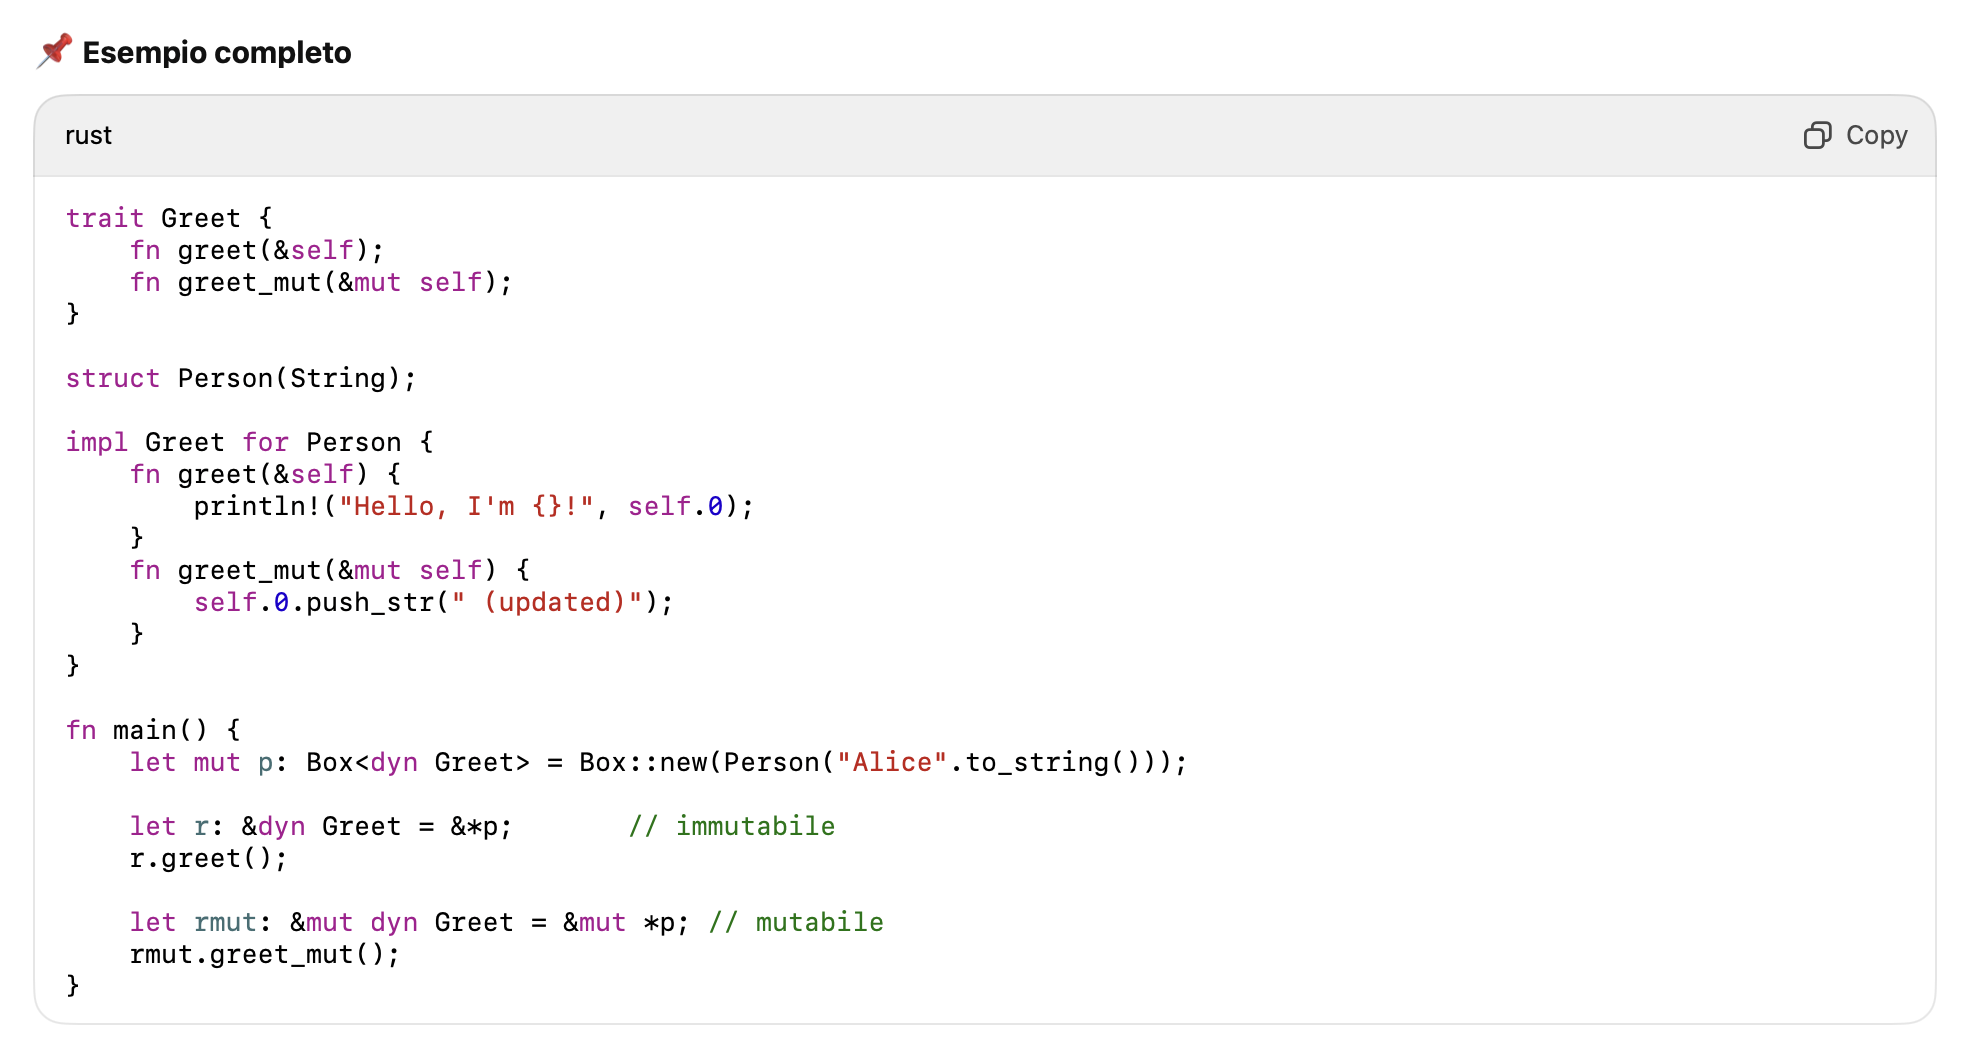 📌 Esempio completo
rust
Copy
trait Greet {
    fn greet(&self);
    fn greet_mut(&mut self);
}

struct Person(String);

impl Greet for Person {
    fn greet(&self) {
        println!("Hello, I'm {}!", self.0);
    }
    fn greet_mut(&mut self) {
        self.0.push_str(" (updated)");
    }
}

fn main() {
    let mut p: Box<dyn Greet> = Box::new(Person("Alice".to_string()));

    let r: &dyn Greet = &*p;       // immutabile
    r.greet();

    let rmut: &mut dyn Greet = &mut *p; // mutabile
    rmut.greet_mut();
}